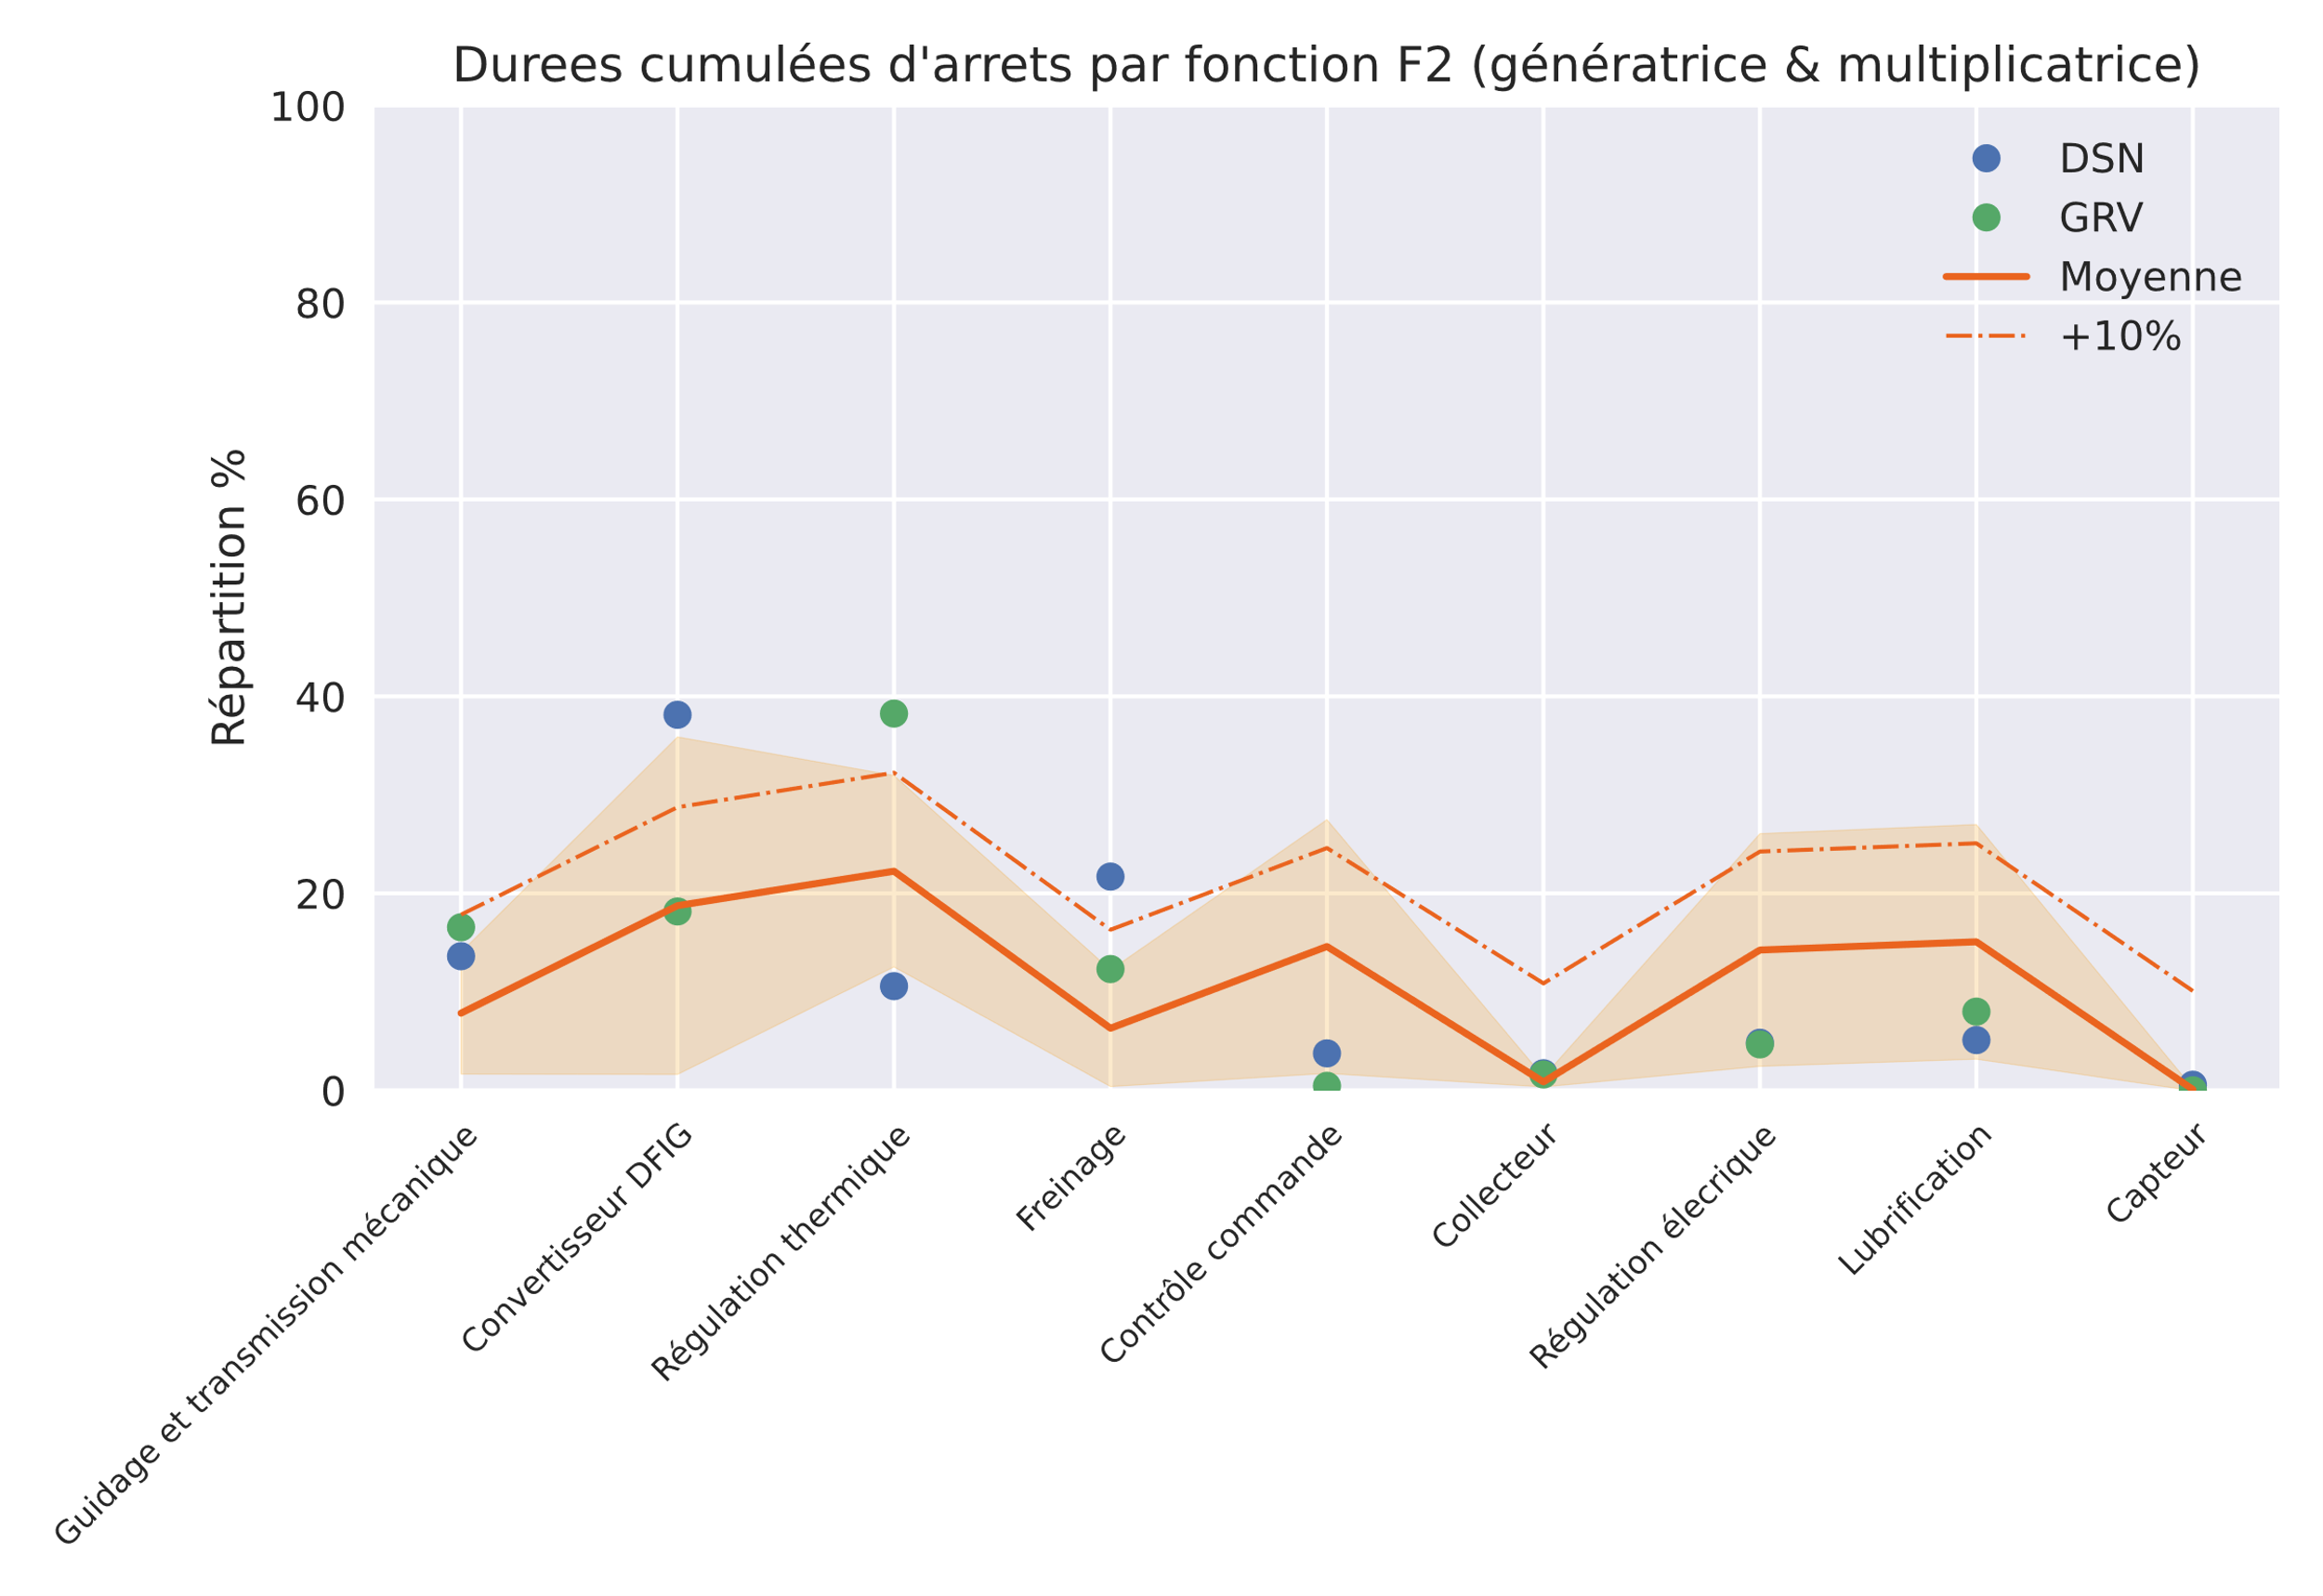 Durees cumulées d'arrets par fonction F2 (génératrice & multiplicatrice)
100
80
60
40
20
0
Répartition %
DSN
GRV
Moyenne
+10%
Guidage et transmission mécanique
Convertisseur DFIG
Régulation thermique
Freinage
Contrôle commande
Collecteur
Régulation élecrique
Lubrification
Capteur